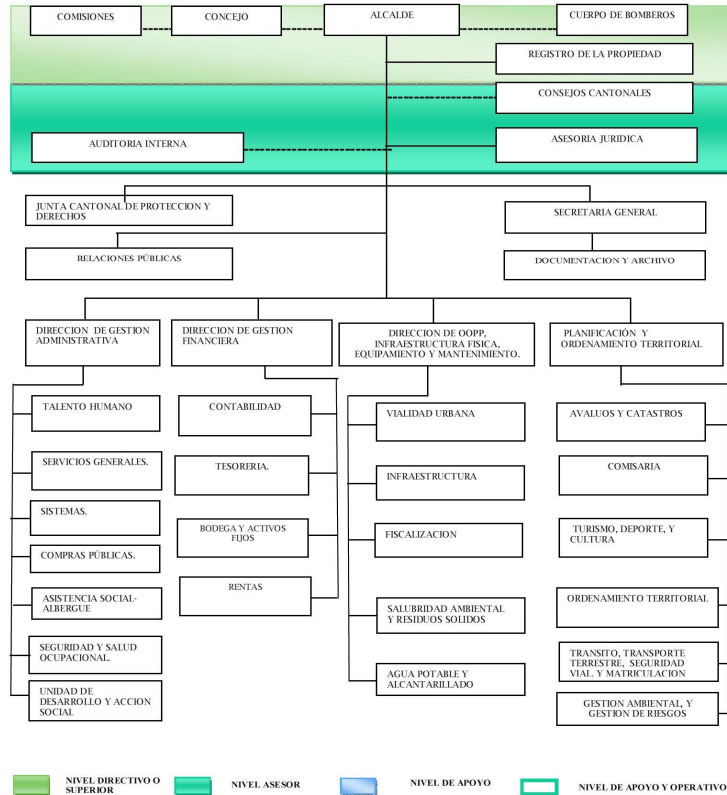 COMISIONES
CONCEJO
ALCALDE
CUERPO DE BOMBEROS
REGISTRO DE LA PROPIEDAD
CONSEJOS CANTONALES
AUDITORIA INTERNA
ASESORIA JURIDICA
JUNTA CANTONAL DE PROTECCION Y
DERECHOS
SECRETARIA GENERAL
RELACIONES PÚBLICAS
DOCUMENTACION Y ARCHIVO
DIRECCION DE GESTION
ADMINISTRATIVA
DIRECCION DE GESTION
FINANCIERA
DIRECCION DE OOPP,
INFRAESTRUCTURA FISICA,
EQUIPAMIENTO Y MANTENIMIENTO.
PLANIFICACIÓN Y
ORDENAMIENTO TERRITORIAL
TALENTO HUMANO
SERVICIOS GENERALES.
SISTEMAS.
COMPRAS PÚBLICAS.
ASISTENCIA SOCIAL-
ALBERGUE
SEGURIDAD Y SALUD
OCUPACIONAL.
UNIDAD DE
DESARROLLO Y ACCION
SOCIAL
CONTABILIDAD
TESORERIA.
BODEGA Y ACTIVOS
FIJOS
RENTAS
VIALIDAD URBANA
INFRAESTRUCTURA
FISCALIZACION
SALUBRIDAD AMBIENTAL
Y RESIDUOS SOLIDOS
AGUA POTABLE Y
ALCANTARILLADO
AVALUOS Y CATASTROS
COMISARIA
TURISMO, DEPORTE, Y
CULTURA
ORDENAMIENTO TERRITORIAL
TRANSITO, TRANSPORTE
TERRESTRE, SEGURIDAD
VIAL. Y MATRICULACION
GESTION AMBIENTAL, Y
GESTION DE RIESGOS
NIVEL DIRECTIVO O
SUPERIOR
NIVEL ASESOR
NIVEL DE APOYO
NIVEL DE APOYO Y OPERATIVO